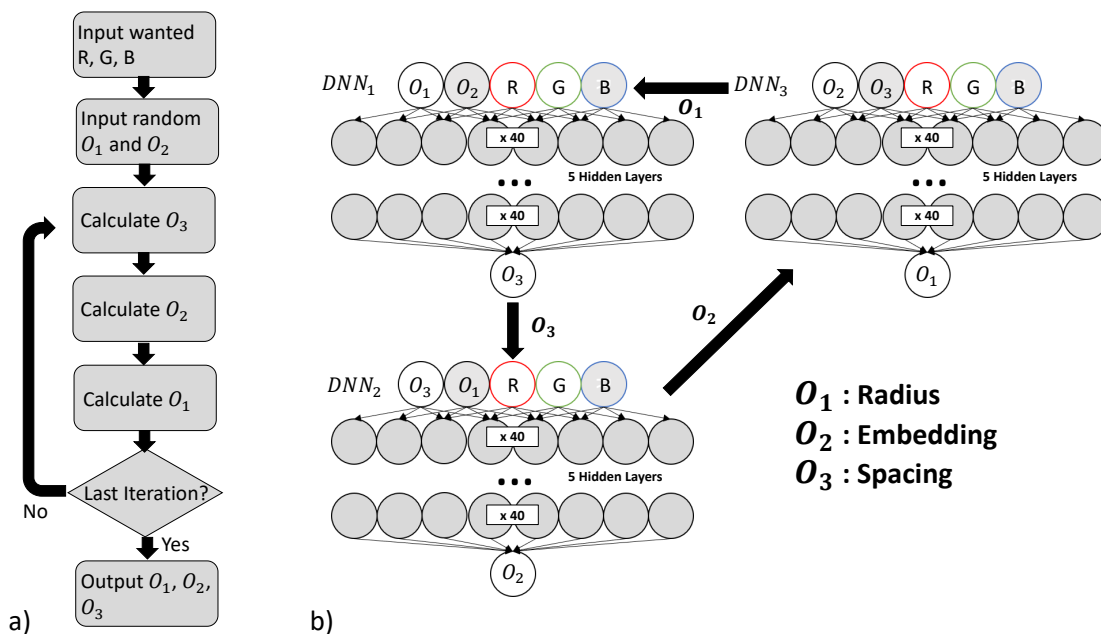 Input wanted
R, G, B
Input random
O₁ and O₂
Calculate O₃
Calculate O₂
Calculate O₁
Last Iteration?
No
Yes
Output O₁, O₂,
O₃
a)
DNN₁
O₁ O₂ R G B
x 40
5 Hidden Layers
x 40
O₃
O₁
DNN₃
O₂ O₃ R G B
x 40
5 Hidden Layers
x 40
O₁
O₃
O₂
DNN₂
O₃ O₁ R G B
x 40
5 Hidden Layers
x 40
O₂
O₁ : Radius
O₂ : Embedding
O₃ : Spacing
b)